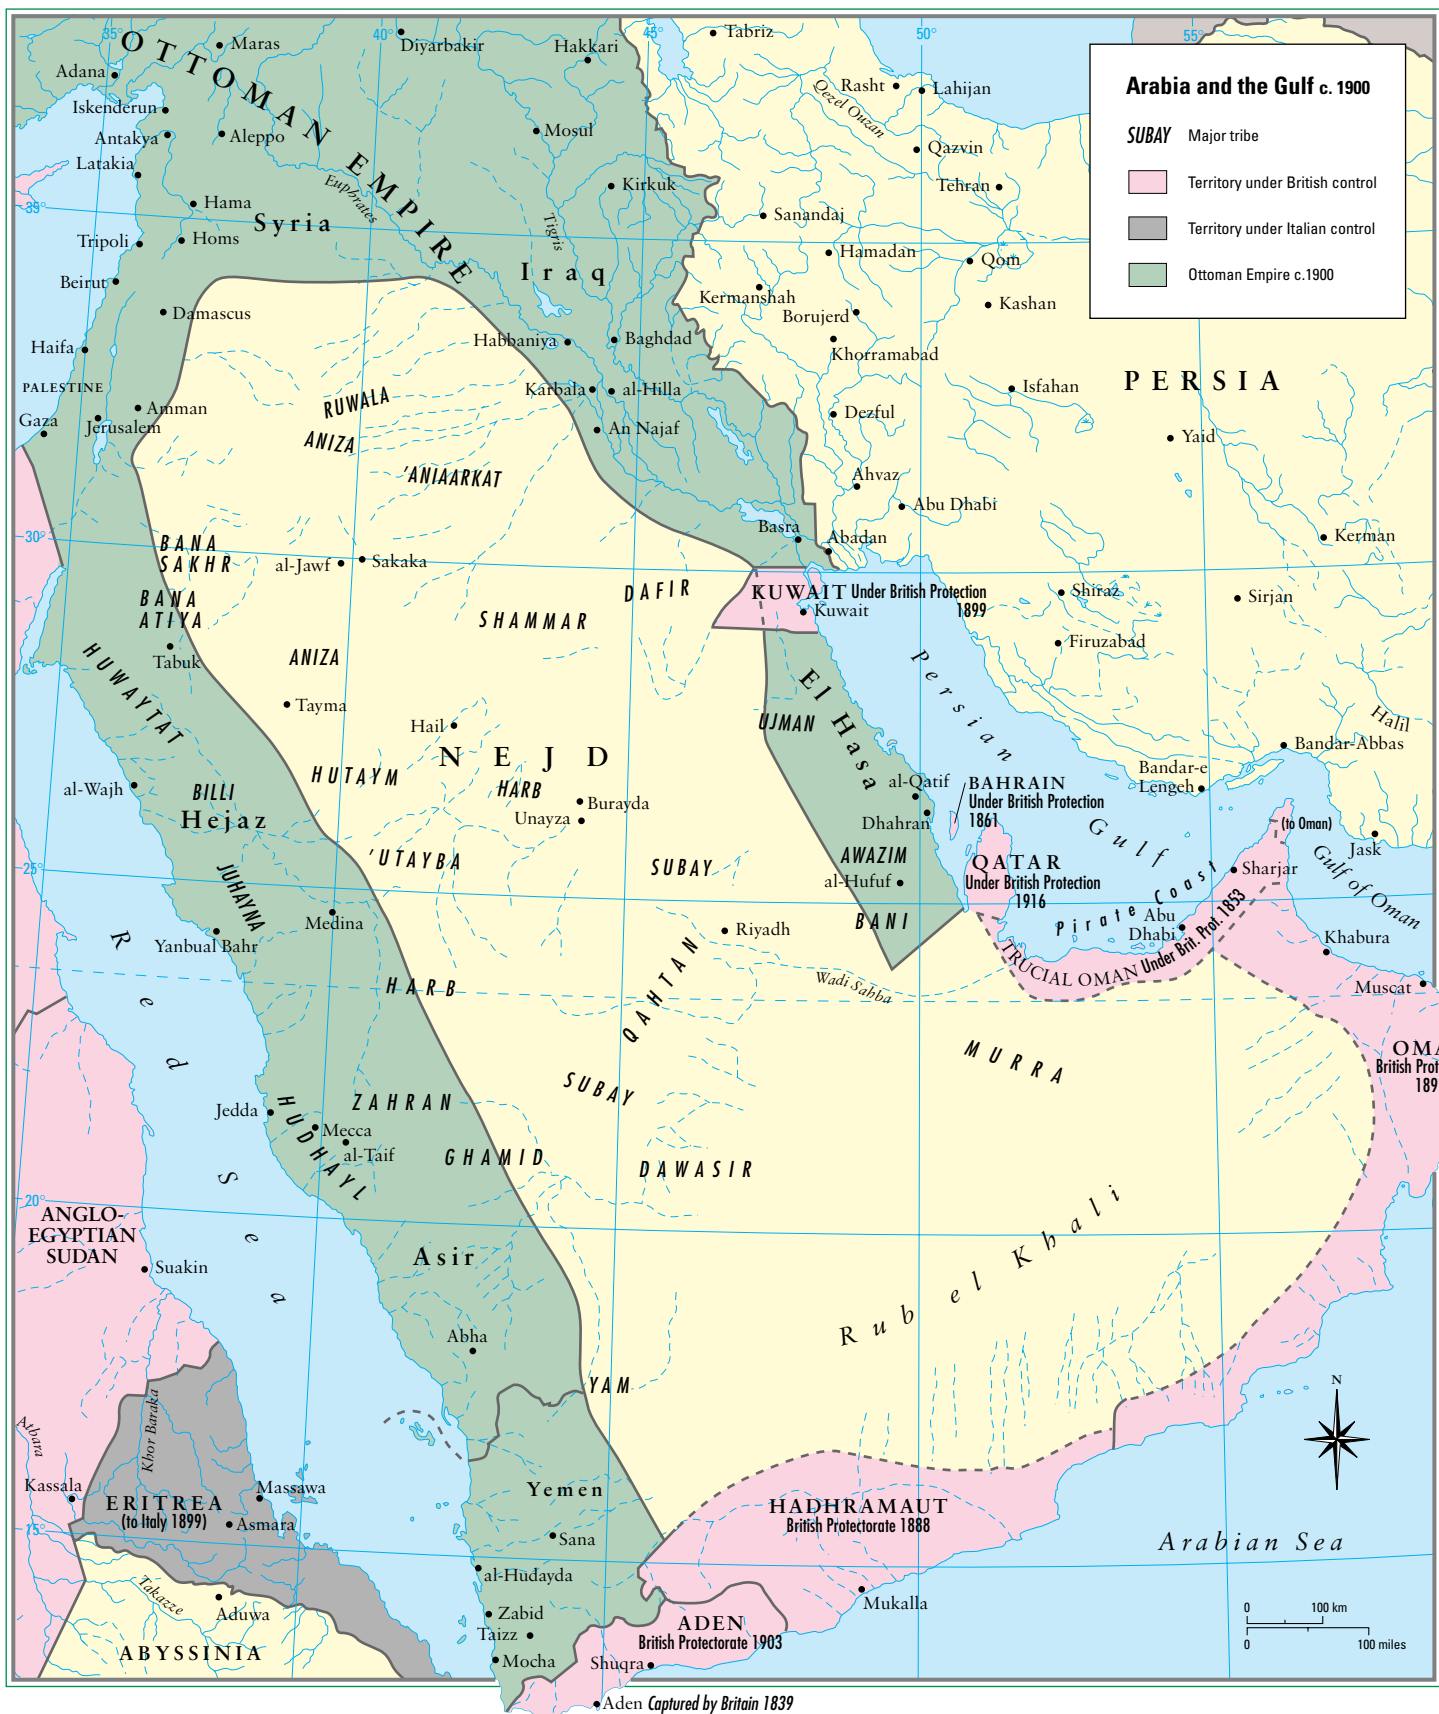 35°
40°
45°
50°
55°
OTTOMAN EMPIRE
Maras
Diyarbakir
Hakkari
Tabriz
Adana
Iskenderun
Antakya
Aleppo
Latakia
Mosul
Kirkuk
Rasht
Lahijan
Qezel Ouzan
Qazvin
Tehran
Arabia and the Gulf c. 1900
SUBAY Major tribe
Territory under British control
Territory under Italian control
Ottoman Empire c.1900
39°
Hama
Syria
Euphrates
Tigris
Sanandaj
Tripoli
Homs
Hamadan
Qom
Beirut
Iraq
Kermanshah
Kashan
Damascus
Borujerd
Haifa
Habbaniya
Baghdad
Khorramabad
PALESTINE
Karbala
al-Hilla
Isfahan
PERSIA
RUWALA
Amman
Gaza
Jerusalem
An Najaf
Dezful
Yaid
ANIZA
'ANIAARKAT
Ahvaz
Abu Dhabi
30°
Basra
Abadan
Kerman
BANA
SAKHR
al-Jawf
Sakaka
DAFIR
KUWAIT Under British Protection
1899
Kuwait
Shiraz
Sirjan
BANA
ATIYA
SHAMMAR
Firuzabad
Tabuk
ANIZA
HUWAYTAT
El Hasa
Persian Gulf
Tayma
Hail
UJMAN
Halil
NEJD
Bandar-Abbas
al-Wajh
HUTAYM
HARB
Burayda
Unayza
al-Qatif
BAHRAIN
Under British Protection
1861
Bandar-e
Lengeh
BILLI
Hejaz
Dhahran
(to Oman)
Jask
25°
JUHAYNA
'UTAYBA
SUBAY
AWAZIM
al-Hufuf
QATAR
Under British Protection
1916
Pirate Coast
Sharjar
Gulf of Oman
Medina
BANI
Abu
Dhabi
Yanbual Bahr
Riyadh
TRUCIAL OMAN Under Brit. Prot. 1853
Khabura
Muscat
Red Sea
HARB
QAHTAN
Wadi Sahba
MURRA
OMA
British Prot
189
SUBAY
Jedda
HUDHAYL
ZAHRAN
Mecca
al-Taif
GHAMID
DAWASIR
20°
ANGLO-
EGYPTIAN
SUDAN
Rub el Khali
Asir
Suakin
Abha
YAM
N
Atbara
Khor Baraka
Kassala
Massawa
ERITREA
(to Italy 1899)
Asmara
Yemen
HADHRAMAUT
British Protectorate 1888
15°
Sana
Arabian Sea
al-Hudayda
Takazze
Aduwa
Zabid
Taizz
Mukalla
0 100 km
0 100 miles
ABYSSINIA
ADEN
British Protectorate 1903
Mocha
Shuqra
Aden Captured by Britain 1839